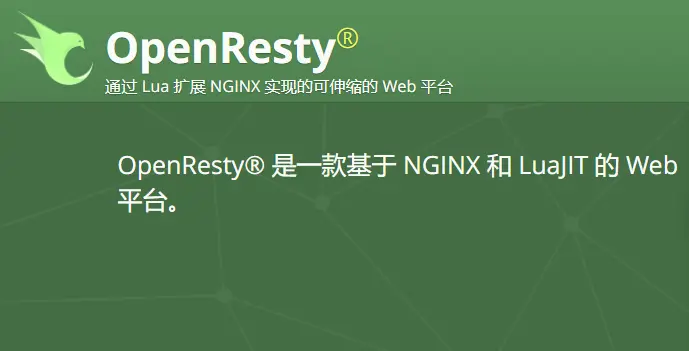 OpenResty®
通过 Lua 扩展 NGINX 实现的可伸缩的 Web 平台
OpenResty® 是一款基于 NGINX 和 LuaJIT 的 Web
平台。